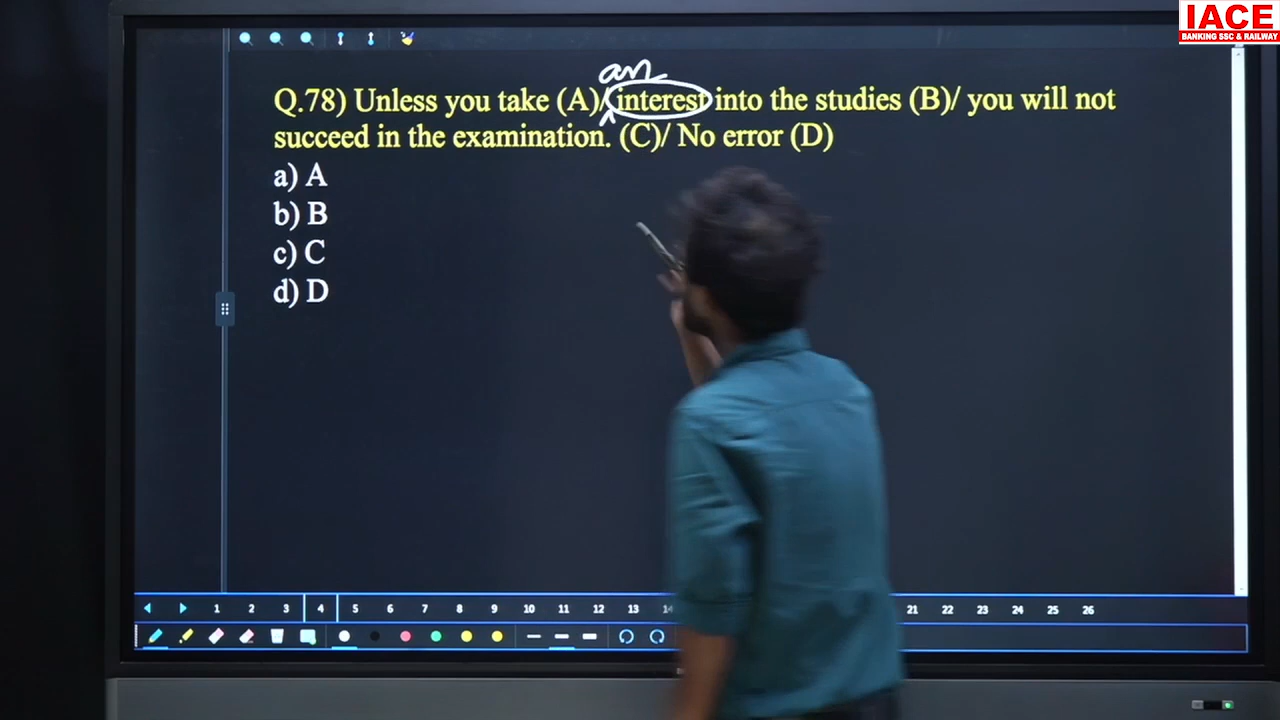 IACE
BANKING SSC & RAILWAY
an
Q.78) Unless you take (A)/ interest into the studies (B)/ you will not
succeed in the examination. (C)/ No error (D)
a) A
b) B
c) C
d) D
1 2 3 4 5 6 7 8 9 10 11 12 13 14 21 22 23 24 25 26